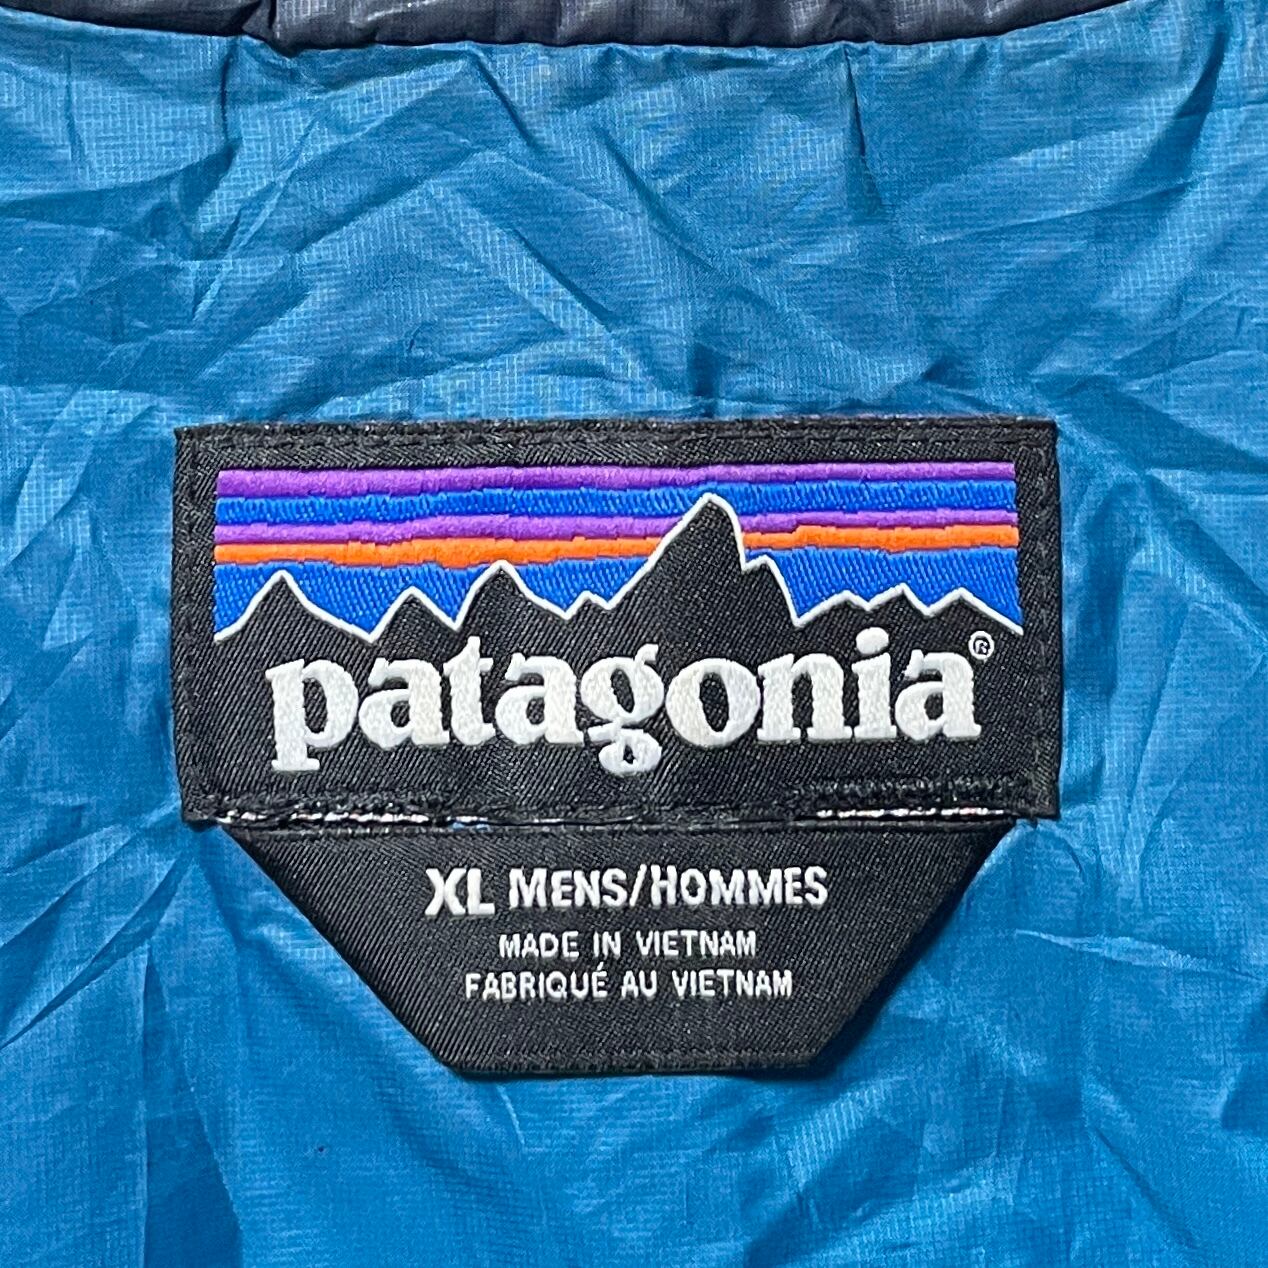 patagonia®
XL MENS/HOMMES
MADE IN VIETNAM
FABRIQUÉ AU VIETNAM